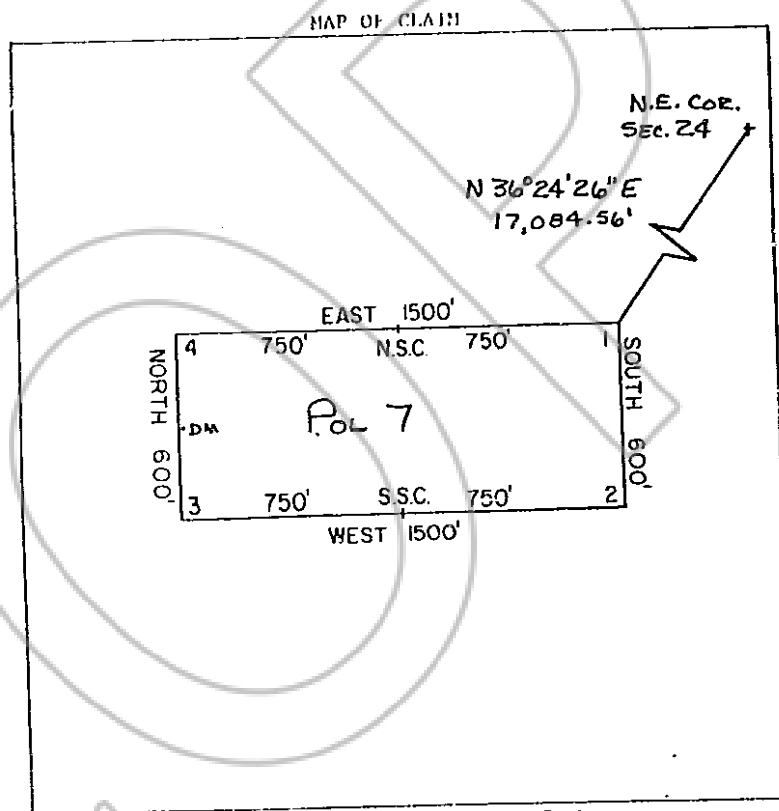 MAP OF CLAIM
N.E. COR.
SEC. 24
N 36°24'26" E
17,084.56'
EAST 1500'
4 750' N.S.C. 750' 1
NORTH 600'
SOUTH 600'
DM
P.OL 7
3 750' S.S.C. 750' 2
WEST 1500'